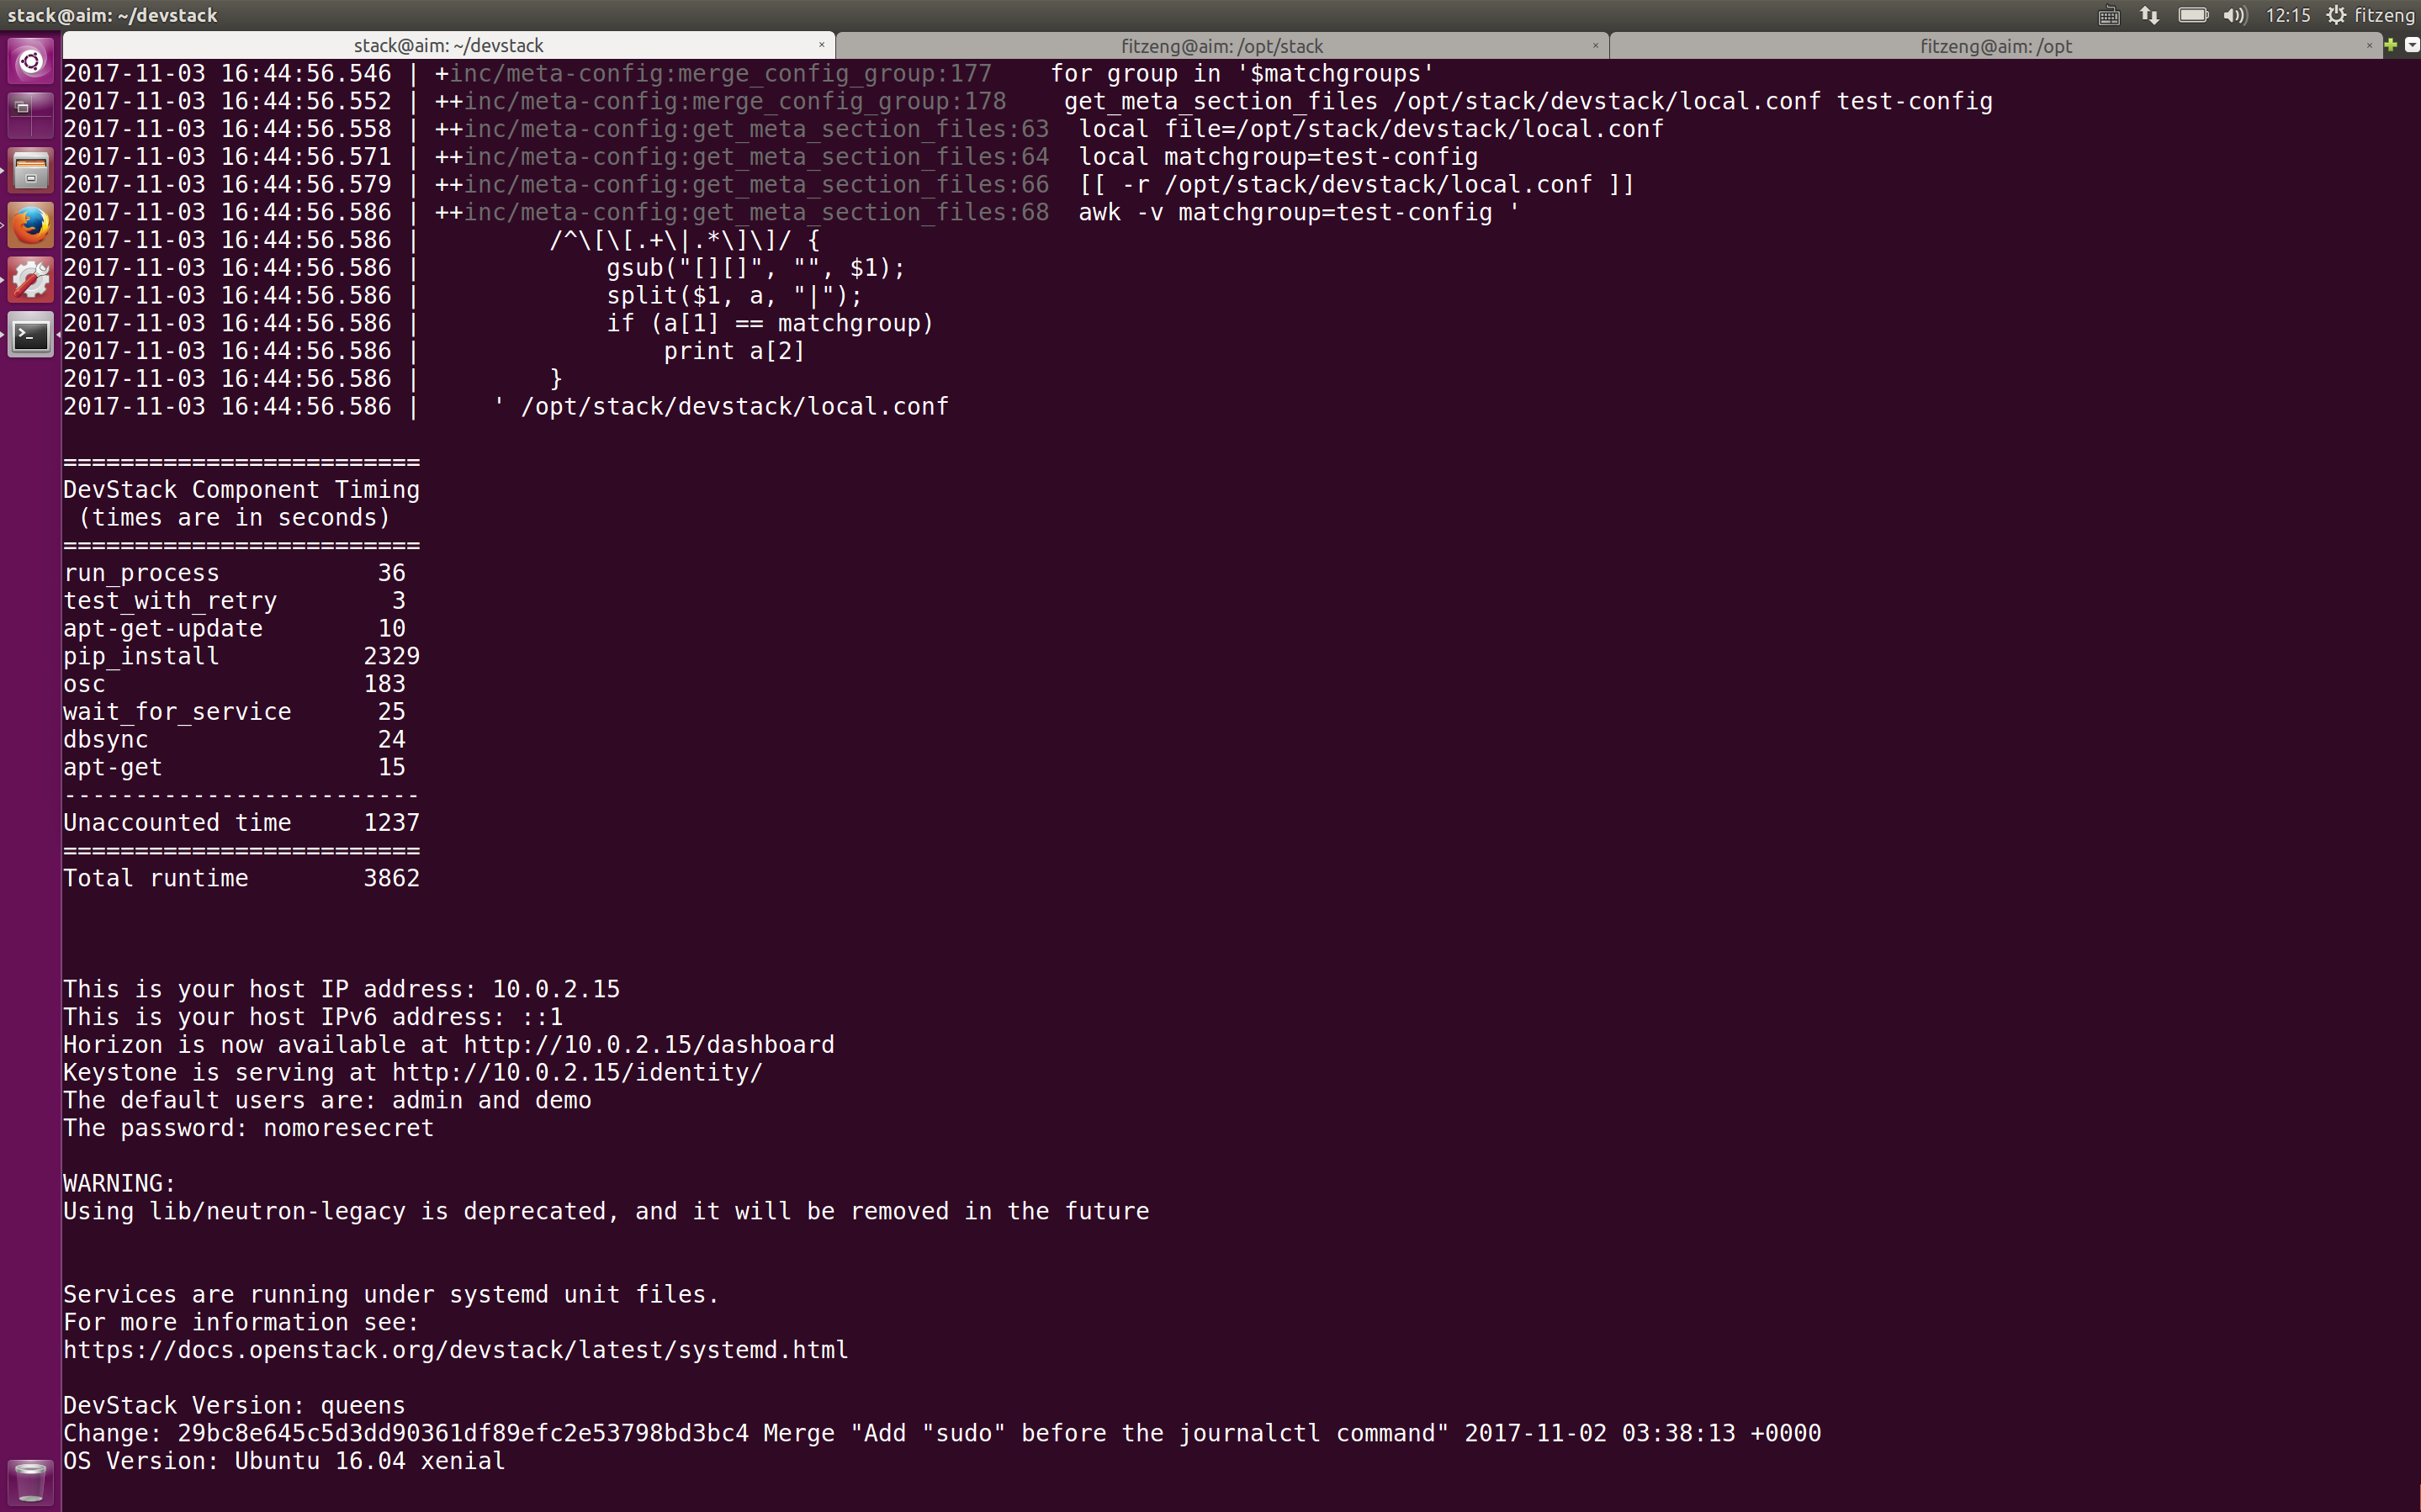 stack@aim: ~/devstack
12:15 fitzeng
stack@aim: ~/devstack × fitzeng@aim: /opt/stack × fitzeng@aim: /opt ×
2017-11-03 16:44:56.546 | +inc/meta-config:merge_config_group:177    for group in '$matchgroups'
2017-11-03 16:44:56.552 | ++inc/meta-config:merge_config_group:178    get_meta_section_files /opt/stack/devstack/local.conf test-config
2017-11-03 16:44:56.558 | ++inc/meta-config:get_meta_section_files:63  local file=/opt/stack/devstack/local.conf
2017-11-03 16:44:56.571 | ++inc/meta-config:get_meta_section_files:64  local matchgroup=test-config
2017-11-03 16:44:56.579 | ++inc/meta-config:get_meta_section_files:66  [[ -r /opt/stack/devstack/local.conf ]]
2017-11-03 16:44:56.586 | ++inc/meta-config:get_meta_section_files:68  awk -v matchgroup=test-config '
2017-11-03 16:44:56.586 |         /^\[\[.+\|.*\]\]/ {
2017-11-03 16:44:56.586 |             gsub("[][]", "", $1);
2017-11-03 16:44:56.586 |             split($1, a, "|");
2017-11-03 16:44:56.586 |             if (a[1] == matchgroup)
2017-11-03 16:44:56.586 |                 print a[2]
2017-11-03 16:44:56.586 |         }
2017-11-03 16:44:56.586 |     ' /opt/stack/devstack/local.conf
=========================
DevStack Component Timing
 (times are in seconds)
=========================
run_process           36
test_with_retry        3
apt-get-update        10
pip_install          2329
osc                  183
wait_for_service      25
dbsync                24
apt-get               15
-------------------------
Unaccounted time     1237
=========================
Total runtime        3862
This is your host IP address: 10.0.2.15
This is your host IPv6 address: ::1
Horizon is now available at http://10.0.2.15/dashboard
Keystone is serving at http://10.0.2.15/identity/
The default users are: admin and demo
The password: nomoresecret
WARNING:
Using lib/neutron-legacy is deprecated, and it will be removed in the future
Services are running under systemd unit files.
For more information see:
https://docs.openstack.org/devstack/latest/systemd.html
DevStack Version: queens
Change: 29bc8e645c5d3dd90361df89efc2e53798bd3bc4 Merge "Add "sudo" before the journalctl command" 2017-11-02 03:38:13 +0000
OS Version: Ubuntu 16.04 xenial